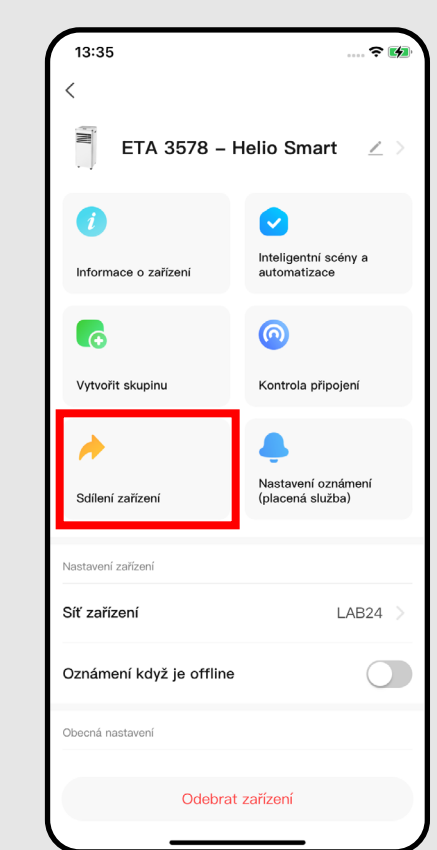 13:35
ETA 3578 – Helio Smart
Informace o zařízení
Inteligentní scény a
automatizace
Vytvořit skupinu
Kontrola připojení
Sdílení zařízení
Nastavení oznámení
(placená služba)
Nastavení zařízení
Síť zařízení
LAB24
Oznámení když je offline
Obecná nastavení
Odebrat zařízení